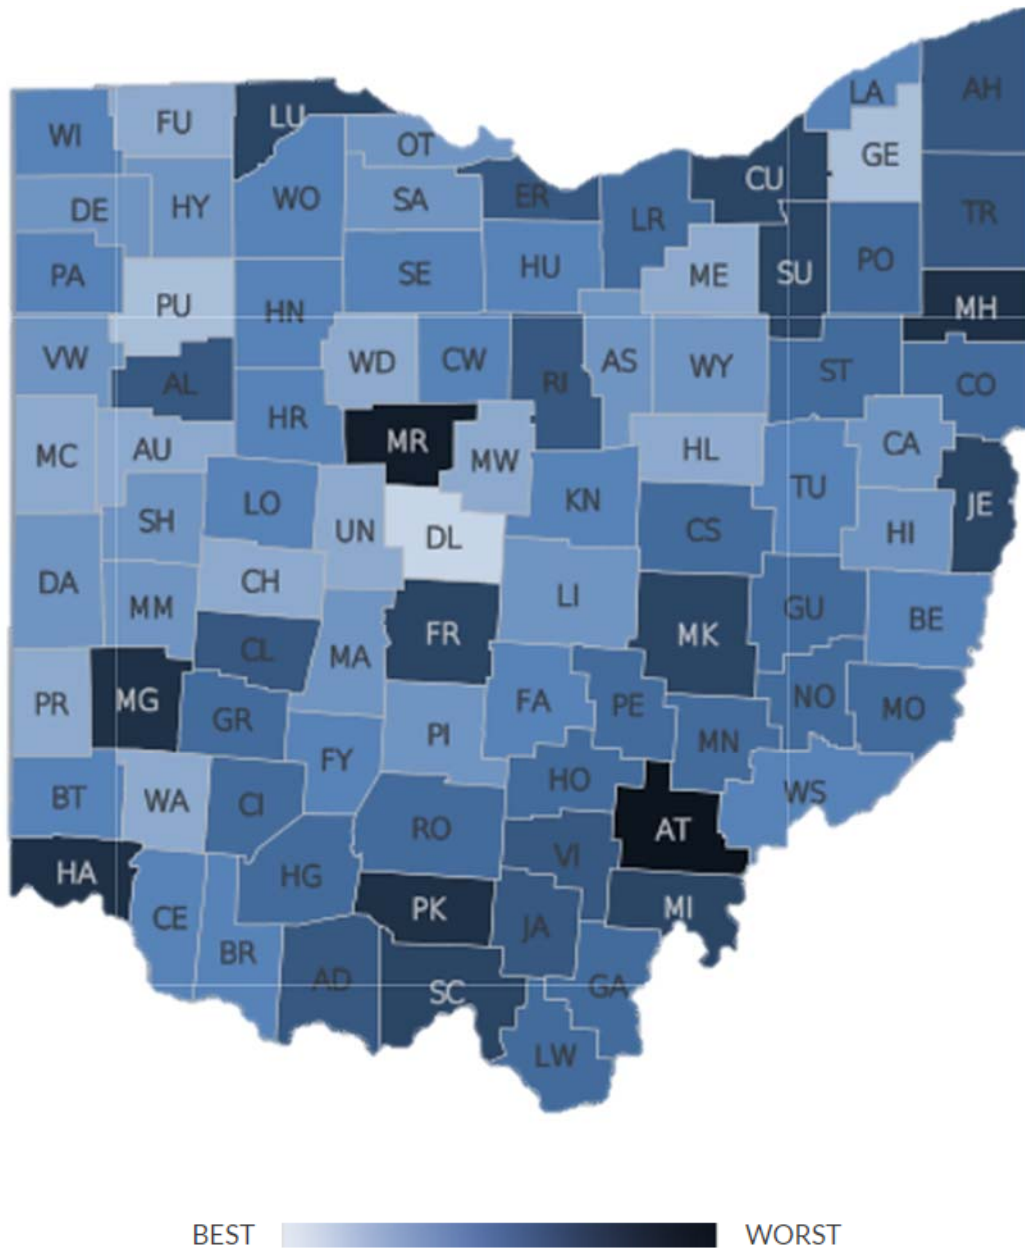 LA AH
WI FU LU OT GE
DE HY WO SA ER LR CU TR
PA PU HN SE HU ME SU PO MH
VW AL WD CW RI AS WY ST CO
MC AU HR MR MW HL TU CA JE
SH LO UN DL KN CS HI
DA MM CH FR LI MK GU BE
PR MG CL MA FA PE NO MO
GR FY PI MN
BT WA CI RO HO AT WS
HA HG PK VI MI
CE BR AD SC JA GA
LW
BEST WORST